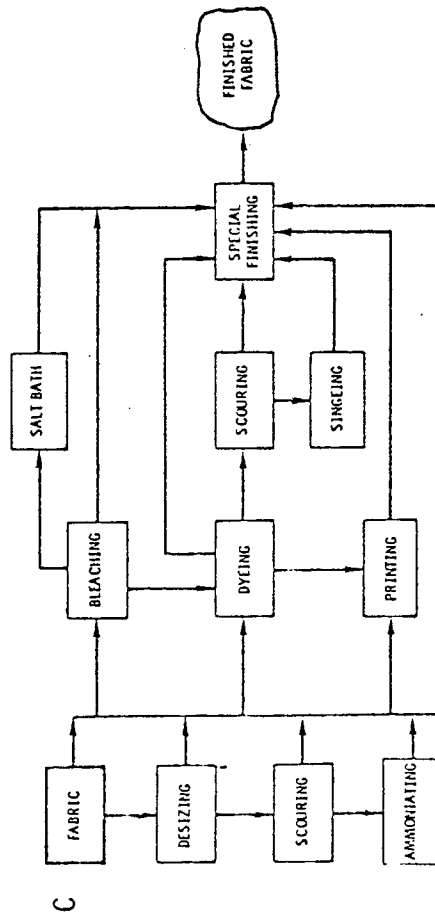 C
FABRIC
DESIZING
SCOURING
AMMONIATING
BLEACHING
DYEING
PRINTING
SALT BATH
SCOURING
SINGEING
SPECIAL
FINISHING
FINISHED
FABRIC